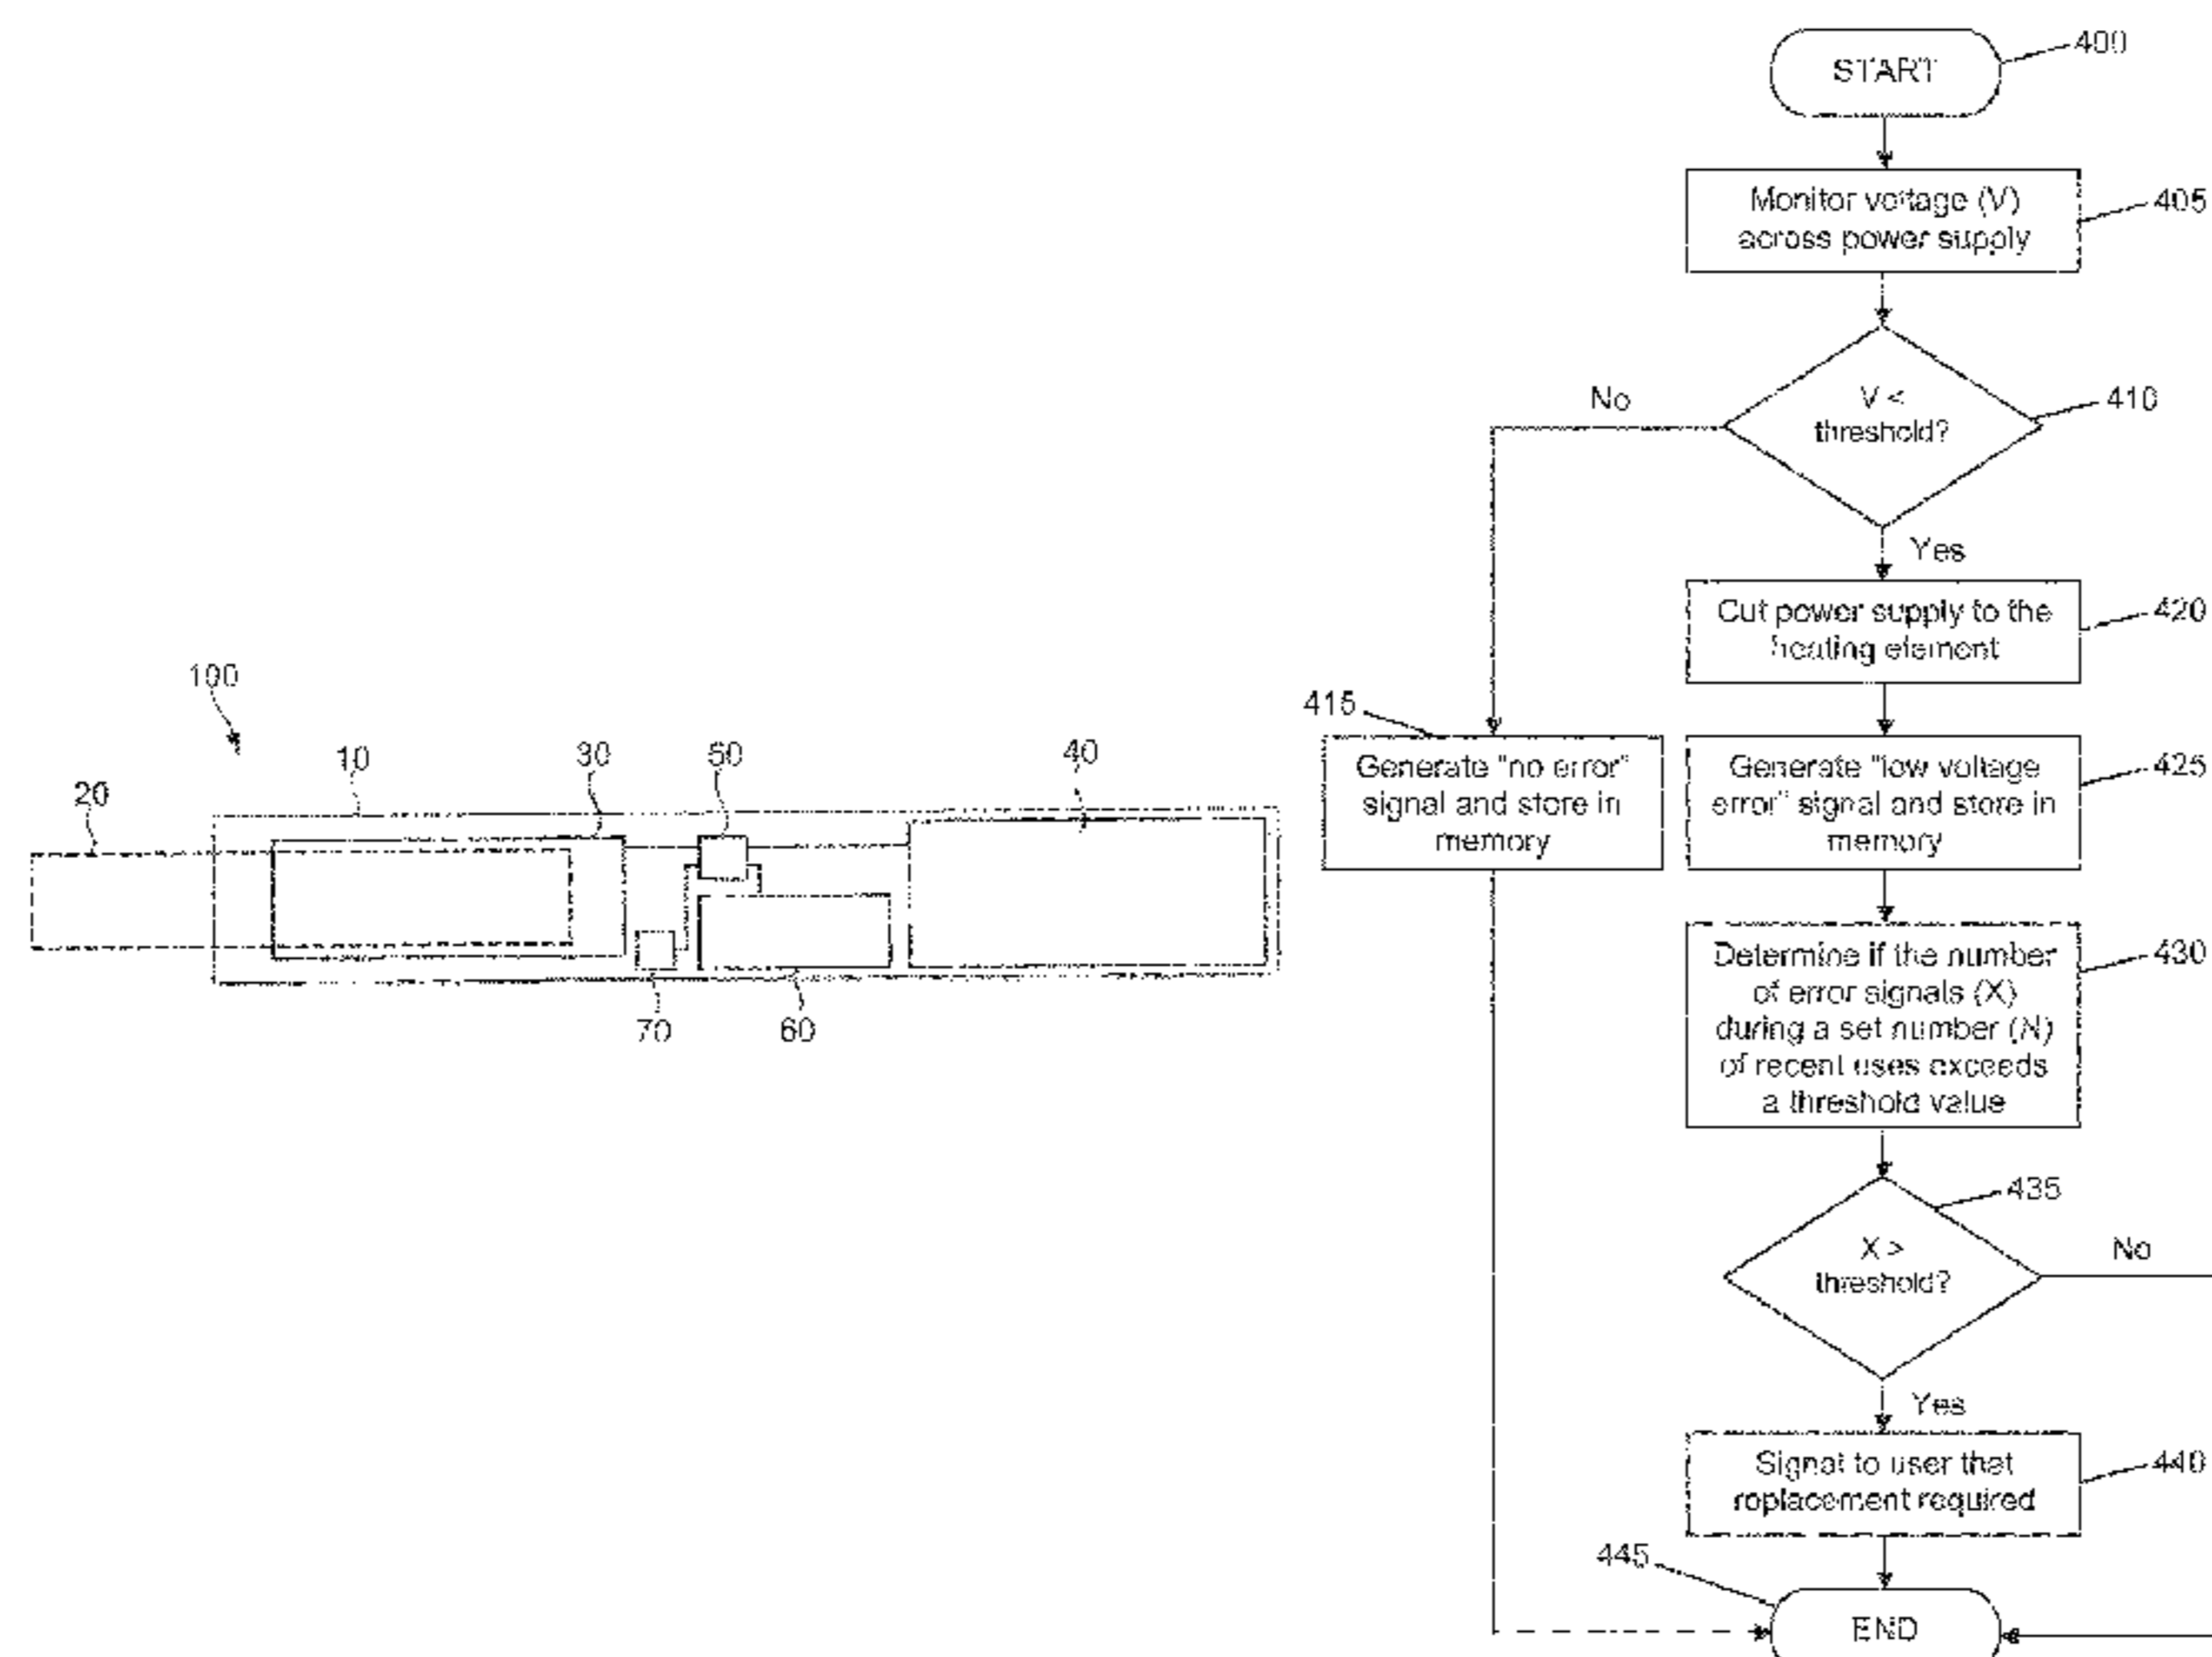 400
START
Monitor voltage (V)
across power supply
405
No
V <
threshold?
410
Yes
Cut power supply to the
heating element
420
415
Generate "no error"
signal and store in
memory
Generate "low voltage
error" signal and store in
memory
425
Determine if the number
of error signals (X)
during a set number (N)
of recent uses exceeds
a threshold value
430
435
X >
threshold?
No
Yes
Signal to user that
replacement required
440
445
END
100
10
20
30
50
40
70
60